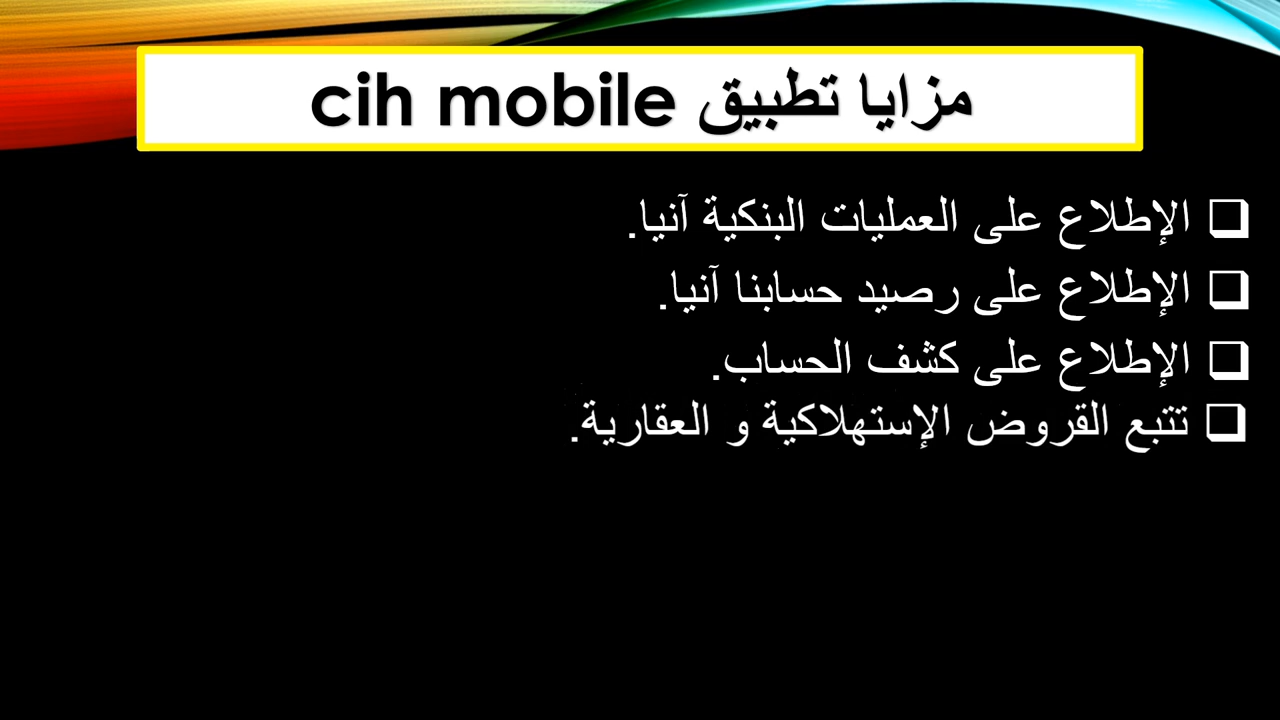 مزايا تطبيق cih mobile
الإطلاع على العمليات البنكية آنيا.
الإطلاع على رصيد حسابنا آنيا.
الإطلاع على كشف الحساب.
تتبع القروض الإستهلاكية و العقارية.